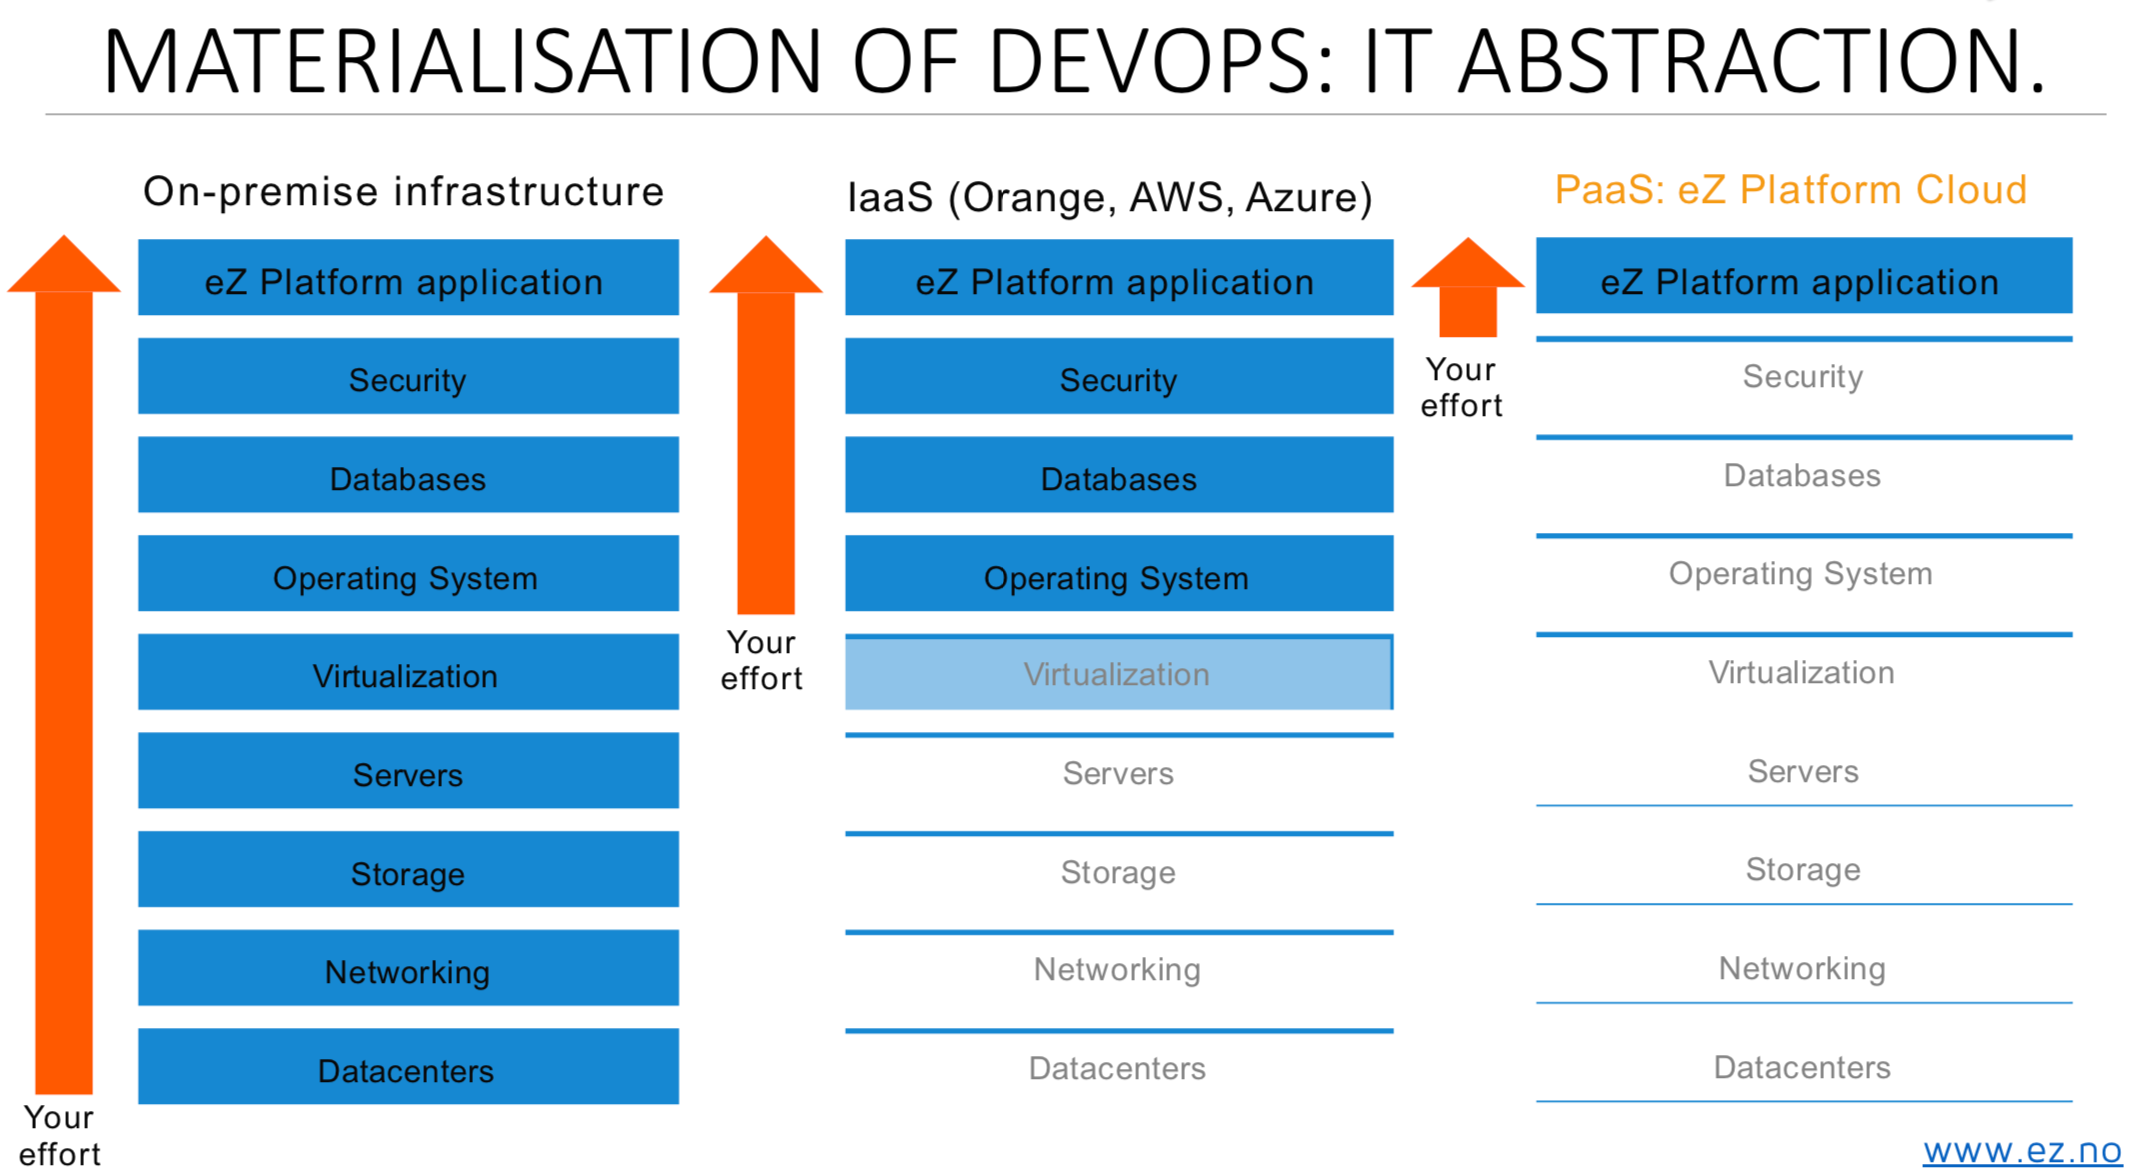 MATERIALISATION OF DEVOPS: IT ABSTRACTION.
On-premise infrastructure
eZ Platform application
Security
Databases
Operating System
Virtualization
Servers
Storage
Networking
Datacenters
Your
effort
IaaS (Orange, AWS, Azure)
eZ Platform application
Security
Databases
Operating System
Virtualization
Servers
Storage
Networking
Datacenters
Your
effort
PaaS: eZ Platform Cloud
eZ Platform application
Security
Databases
Operating System
Virtualization
Servers
Storage
Networking
Datacenters
Your
effort
www.ez.no